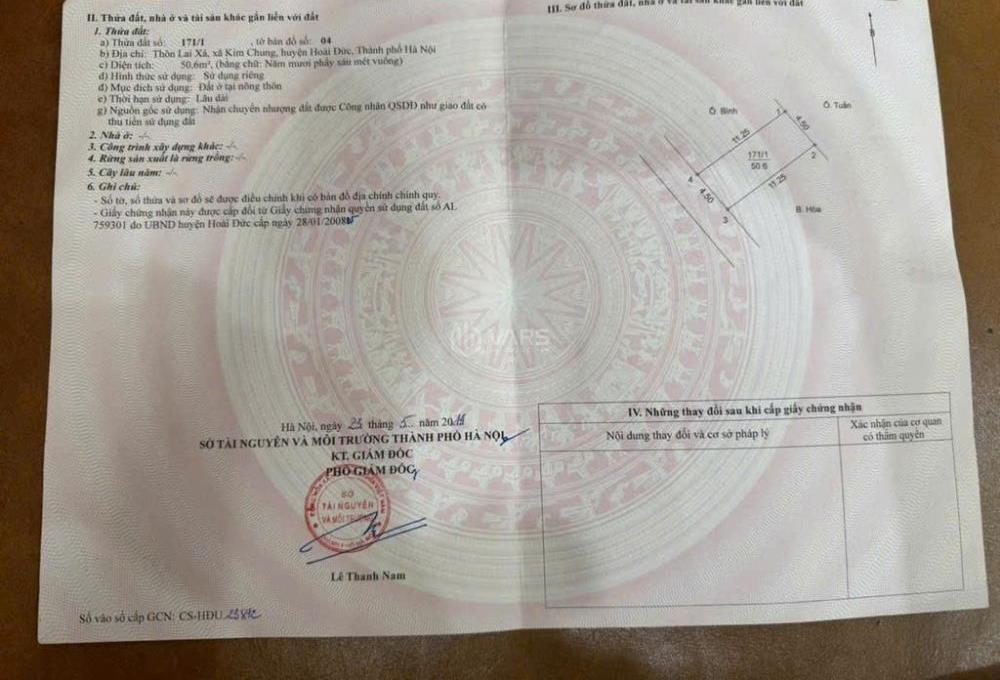 II. Thửa đất, nhà ở và tài sản khác gắn liền với đất
1. Thửa đất:
a) Thửa đất số: 171/1 , tờ bản đồ số: 04
b) Địa chỉ: Thôn Lai Xá, xã Kim Chung, huyện Hoài Đức, Thành phố Hà Nội
c) Diện tích: 50,6m², (bằng chữ: Năm mươi phẩy sáu mét vuông)
d) Hình thức sử dụng: Sử dụng riêng
đ) Mục đích sử dụng: Đất ở tại nông thôn
e) Thời hạn sử dụng: Lâu dài
g) Nguồn gốc sử dụng: Nhận chuyển nhượng đất được Công nhận QSDĐ như giao đất có
thu tiền sử dụng đất
2. Nhà ở: -/-
3. Công trình xây dựng khác: -/-
4. Rừng sản xuất là rừng trồng: -/-
5. Cây lâu năm: -/-
6. Ghi chú:
- Số tờ, số thửa và sơ đồ sẽ được điều chỉnh khi có bản đồ địa chính chính quy.
- Giấy chứng nhận này được cấp đổi từ Giấy chứng nhận quyền sử dụng đất số AL
759301 do UBND huyện Hoài Đức cấp ngày 28/01/2008
Hà Nội, ngày 23 tháng 5 năm 20
SỞ TÀI NGUYÊN VÀ MÔI TRƯỜNG THÀNH PHỐ HÀ NỘI
KT. GIÁM ĐỐC
PHÓ GIÁM ĐỐC
SỞ
TÀI NGUYÊN
VÀ MÔI TRƯỜNG
Lê Thanh Nam
Số vào sổ cấp GCN: CS-HĐU
III. Sơ đồ thửa đất, nhà ở và tài sản khác gắn liền với đất
B
Ô. Bình
Ô. Tuấn
1
4.50
11.25
171/1
50.6
2
4
11.25
4.50
3
B. Hòa
VARS
IV. Những thay đổi sau khi cấp giấy chứng nhận
Nội dung thay đổi và cơ sở pháp lý
Xác nhận của cơ quan
có thẩm quyền